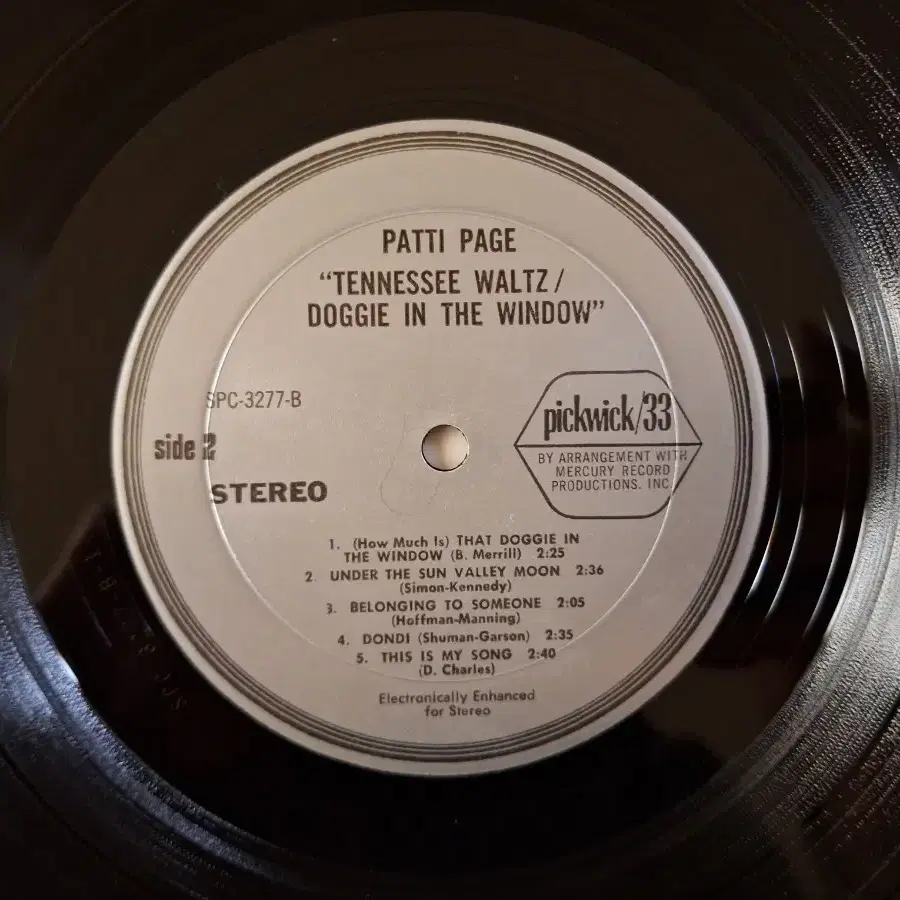 PATTI PAGE
“TENNESSEE WALTZ /
DOGGIE IN THE WINDOW”
SPC-3277-B
side 2
STEREO
pickwick/33
BY ARRANGEMENT WITH
MERCURY RECORD
PRODUCTIONS, INC.
1. (How Much Is) THAT DOGGIE IN
THE WINDOW (B. Merrill) 2:25
2. UNDER THE SUN VALLEY MOON 2:36
(Simon-Kennedy)
3. BELONGING TO SOMEONE 2:05
(Hoffman-Manning)
4. DONDI (Shuman-Garson) 2:35
5. THIS IS MY SONG 2:40
(D. Charles)
Electronically Enhanced
for Stereo